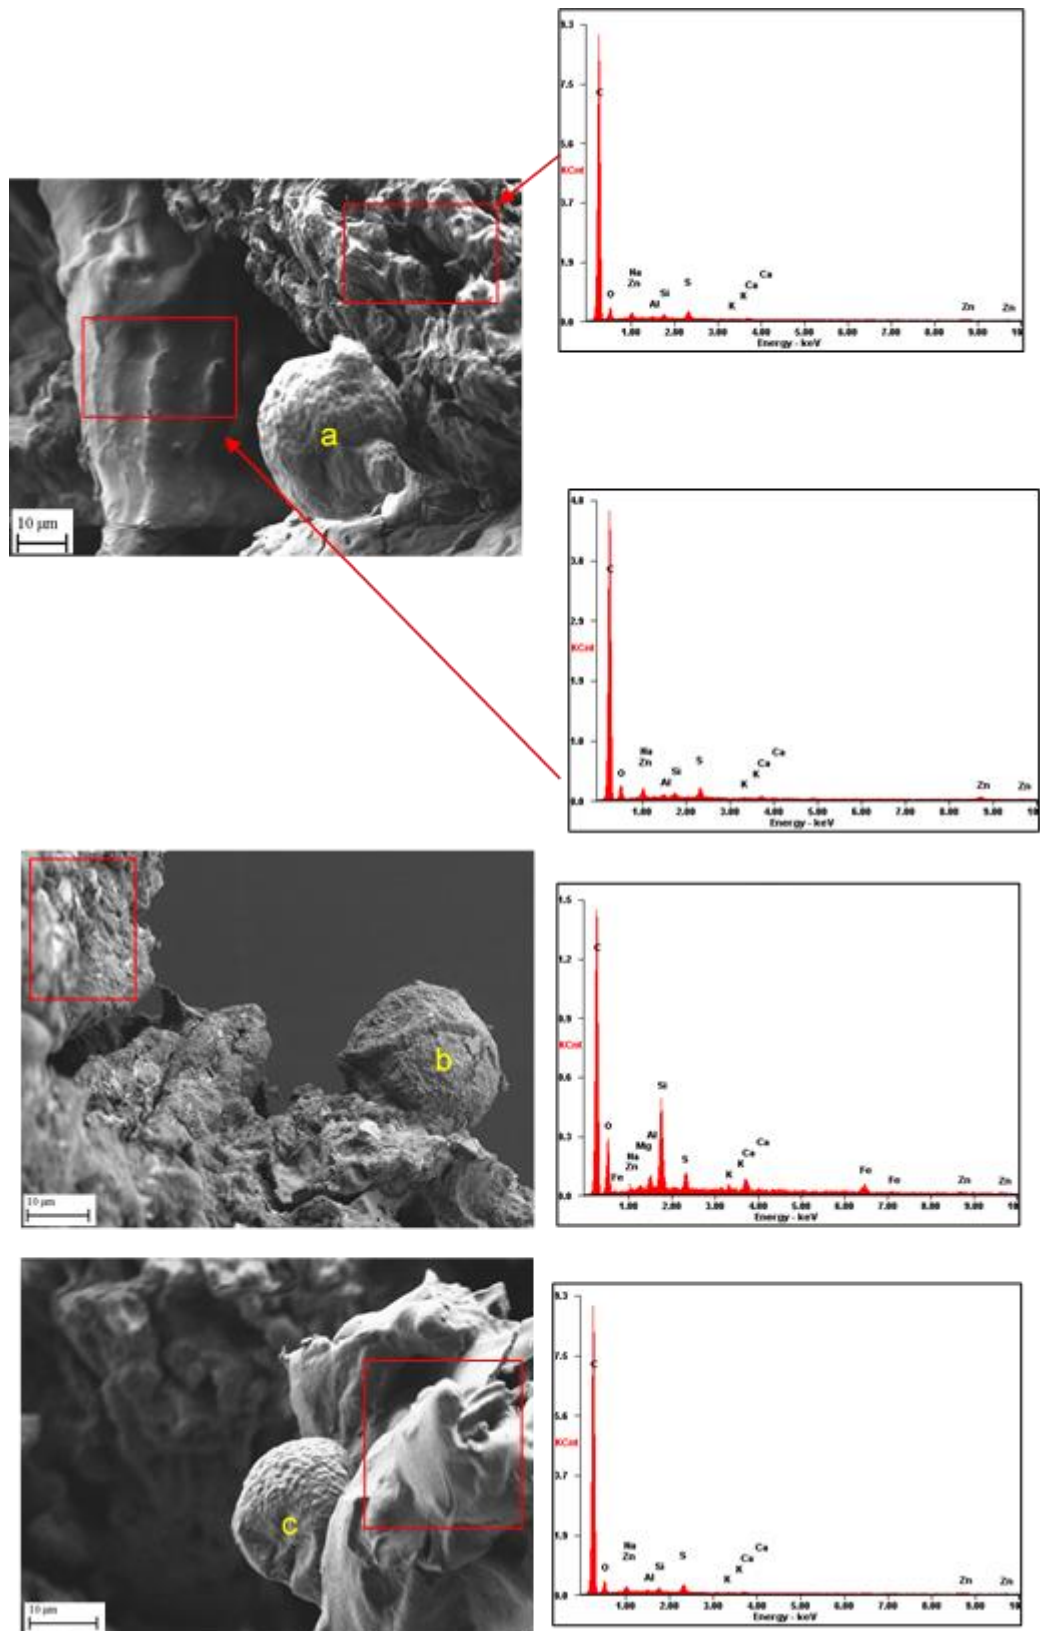 9.3
C
7.5
5.6
KCnt
3.7
1.9
Na
Zn
Ca
K
Ca
O
Al
Si
S
K
Zn
Zn
0.0
1.00 2.00 3.00 4.00 5.00 6.00 7.00 8.00 9.00 10
Energy - keV
a
10 µm
4.8
3.8
C
2.9
KCnt
1.9
1.0
Na
Zn
Ca
K
Ca
O
Al
Si
S
K
Zn
Zn
0.0
1.00 2.00 3.00 4.00 5.00 6.00 7.00 8.00 9.00 10
Energy - keV
b
10 µm
1.5
C
1.2
0.9
KCnt
0.6
Si
O
0.3
Fe
Na
Zn
Mg
Al
S
K
K
Ca
Ca
Fe
Fe
Zn
Zn
0.0
1.00 2.00 3.00 4.00 5.00 6.00 7.00 8.00 9.00 10
Energy - keV
c
10 µm
9.3
7.5
C
5.6
KCnt
3.7
1.9
Na
Zn
Ca
K
Ca
O
Al
Si
S
K
Zn
Zn
0.0
1.00 2.00 3.00 4.00 5.00 6.00 7.00 8.00 9.00 10
Energy - keV